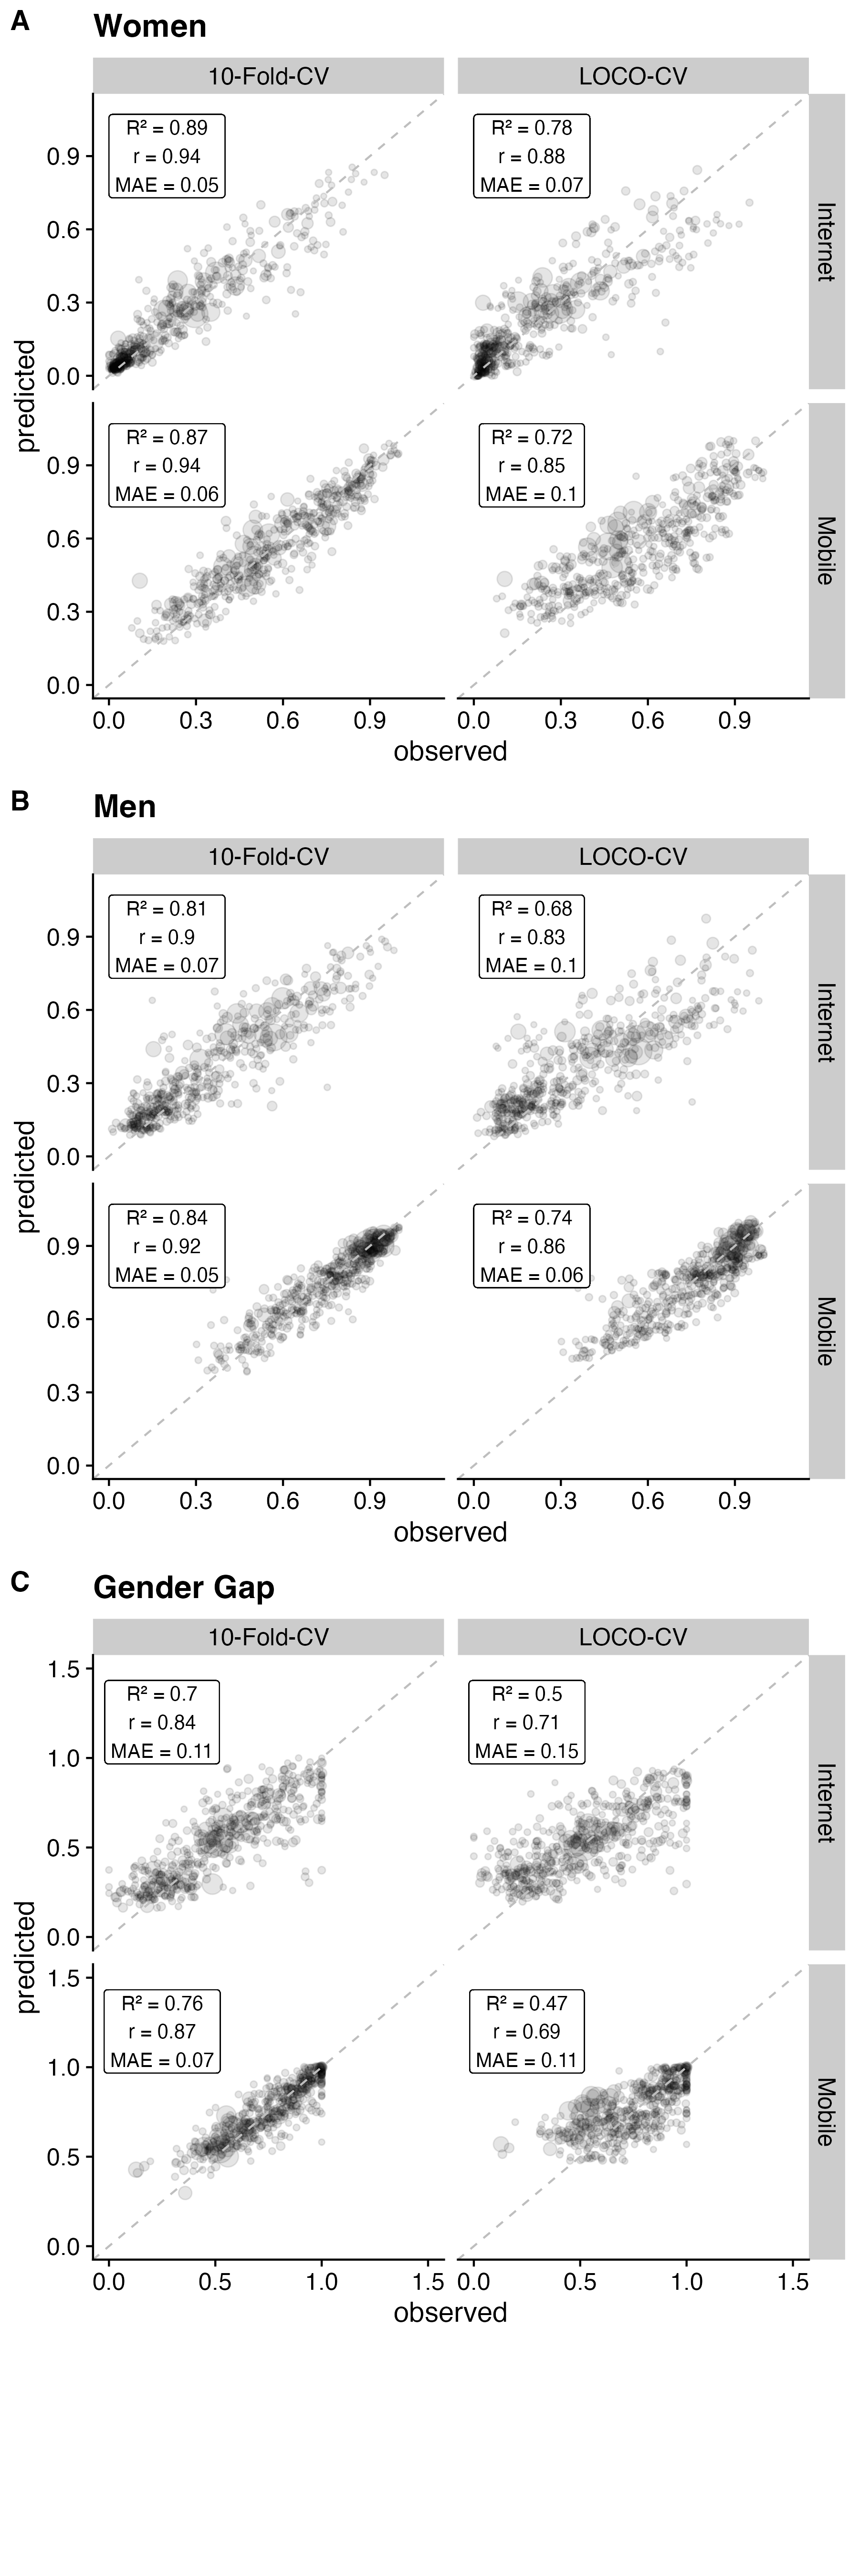 A Women
10-Fold-CV LOCO-CV
R² = 0.89
r = 0.94
MAE = 0.05
R² = 0.78
r = 0.88
MAE = 0.07
0.9
0.6
0.3
0.0
Internet
predicted
R² = 0.87
r = 0.94
MAE = 0.06
R² = 0.72
r = 0.85
MAE = 0.1
0.9
0.6
0.3
0.0
Mobile
0.0 0.3 0.6 0.9 0.0 0.3 0.6 0.9
observed
B Men
10-Fold-CV LOCO-CV
R² = 0.81
r = 0.9
MAE = 0.07
R² = 0.68
r = 0.83
MAE = 0.1
0.9
0.6
0.3
0.0
Internet
predicted
R² = 0.84
r = 0.92
MAE = 0.05
R² = 0.74
r = 0.86
MAE = 0.06
0.9
0.6
0.3
0.0
Mobile
0.0 0.3 0.6 0.9 0.0 0.3 0.6 0.9
observed
C Gender Gap
10-Fold-CV LOCO-CV
R² = 0.7
r = 0.84
MAE = 0.11
R² = 0.5
r = 0.71
MAE = 0.15
1.5
1.0
0.5
0.0
Internet
predicted
R² = 0.76
r = 0.87
MAE = 0.07
R² = 0.47
r = 0.69
MAE = 0.11
1.5
1.0
0.5
0.0
Mobile
0.0 0.5 1.0 1.5 0.0 0.5 1.0 1.5
observed